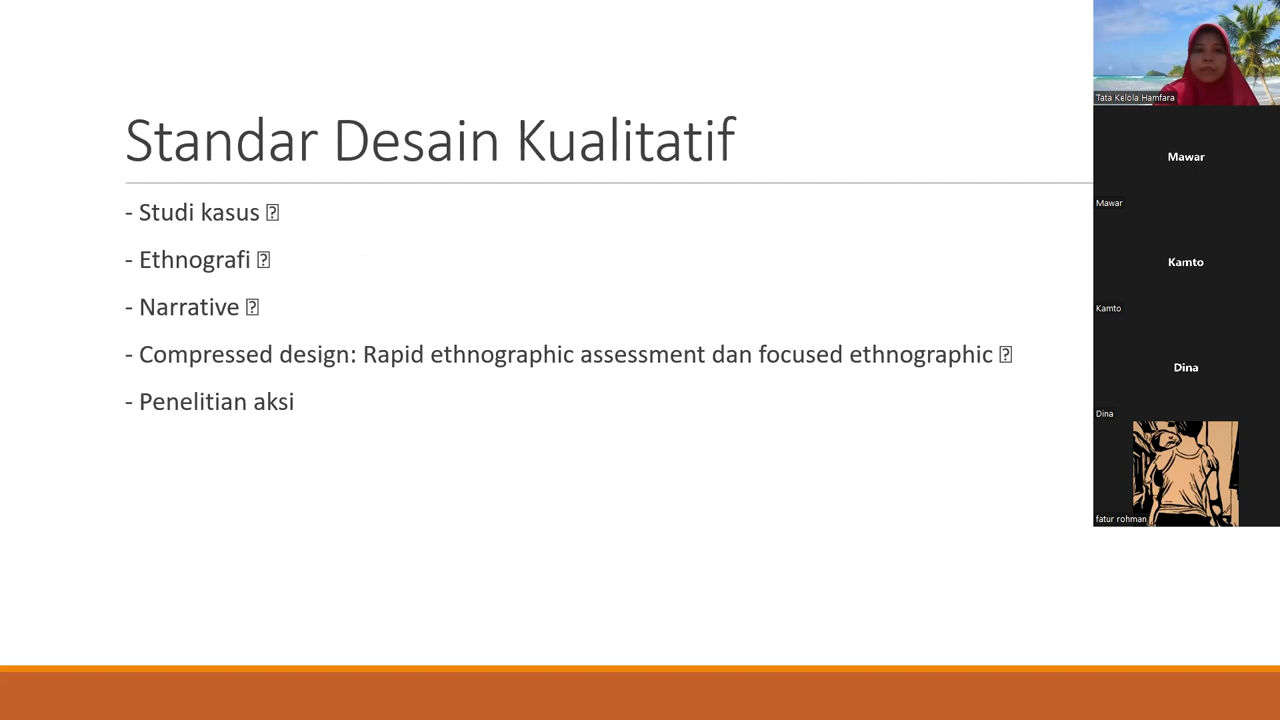 Standar Desain Kualitatif
- Studi kasus 
- Ethnografi 
- Narrative 
- Compressed design: Rapid ethnographic assessment dan focused ethnographic 
- Penelitian aksi
Tata Kelola Hamfara
Mawar
Mawar
Kamto
Kamto
Dina
Dina
fatur rohman